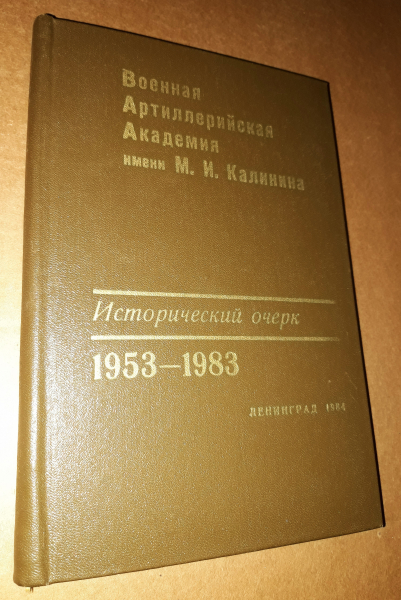 Военная
Артиллерийская
Академия
имени М. И. Калинина
Исторический очерк
1953—1983
ЛЕНИНГРАД 1984